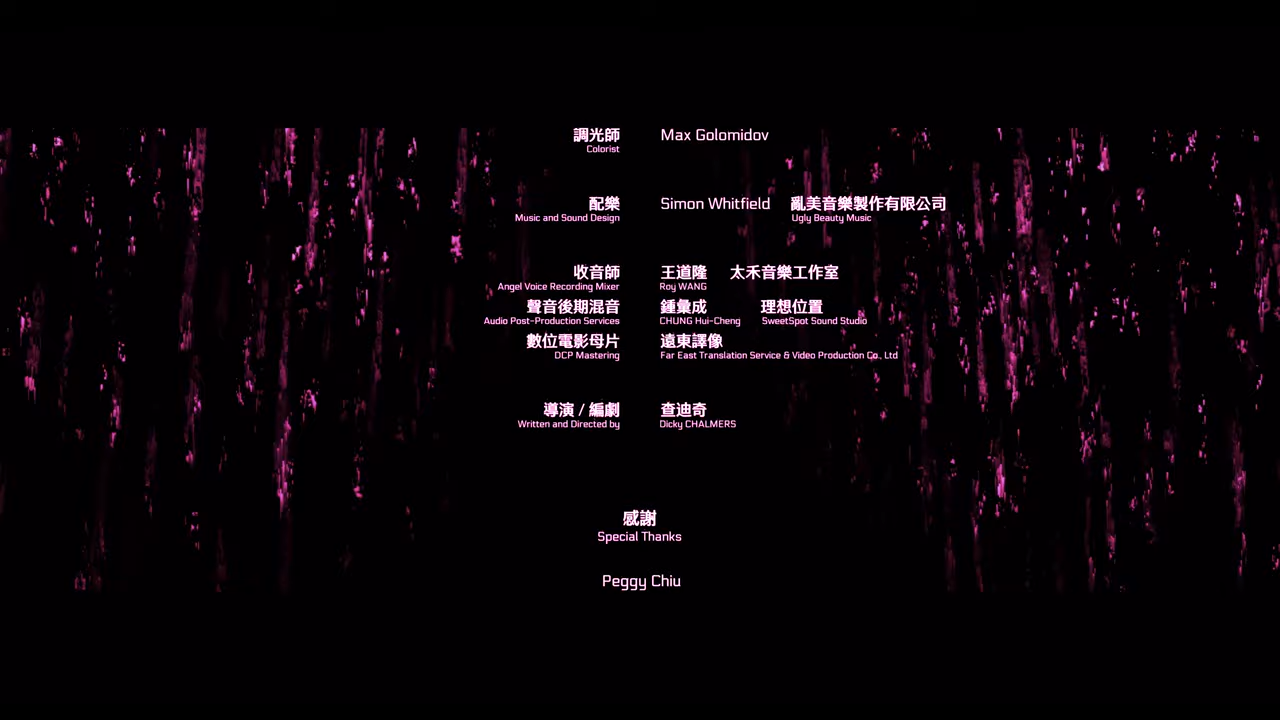 調光師 Max Golomidov
Colorist
配樂 Simon Whitfield 亂美音樂製作有限公司
Music and Sound Design Ugly Beauty Music
收音師 王道隆 太禾音樂工作室
Angel Voice Recording Mixer Roy WANG
聲音後期混音 鍾彙成 理想位置
Audio Post-Production Services CHUNG Hui-Cheng SweetSpot Sound Studio
數位電影母片 遠東譯像
DCP Mastering Far East Translation Service & Video Production Co., Ltd
導演 / 編劇 查迪奇
Written and Directed by Dicky CHALMERS
感謝
Special Thanks
Peggy Chiu